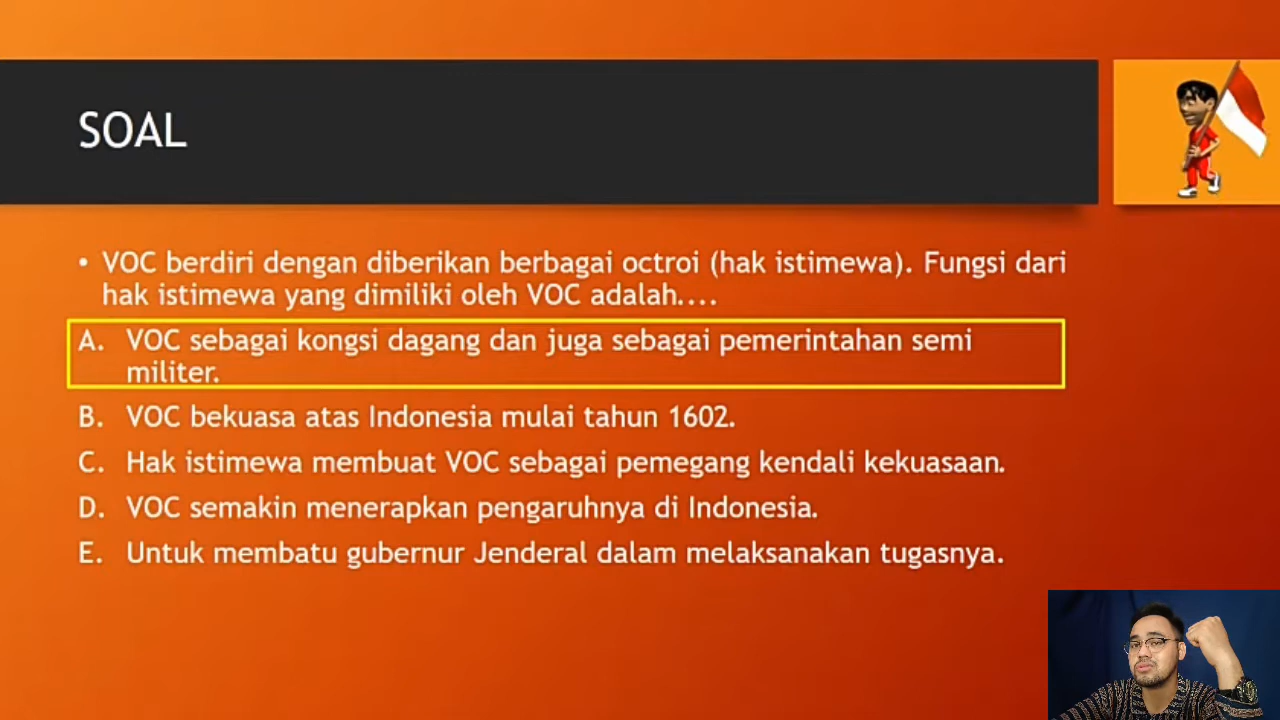 SOAL
• VOC berdiri dengan diberikan berbagai octroi (hak istimewa). Fungsi dari
hak istimewa yang dimiliki oleh VOC adalah....
A. VOC sebagai kongsi dagang dan juga sebagai pemerintahan semi
militer.
B. VOC bekuasa atas Indonesia mulai tahun 1602.
C. Hak istimewa membuat VOC sebagai pemegang kendali kekuasaan.
D. VOC semakin menerapkan pengaruhnya di Indonesia.
E. Untuk membatu gubernur Jenderal dalam melaksanakan tugasnya.